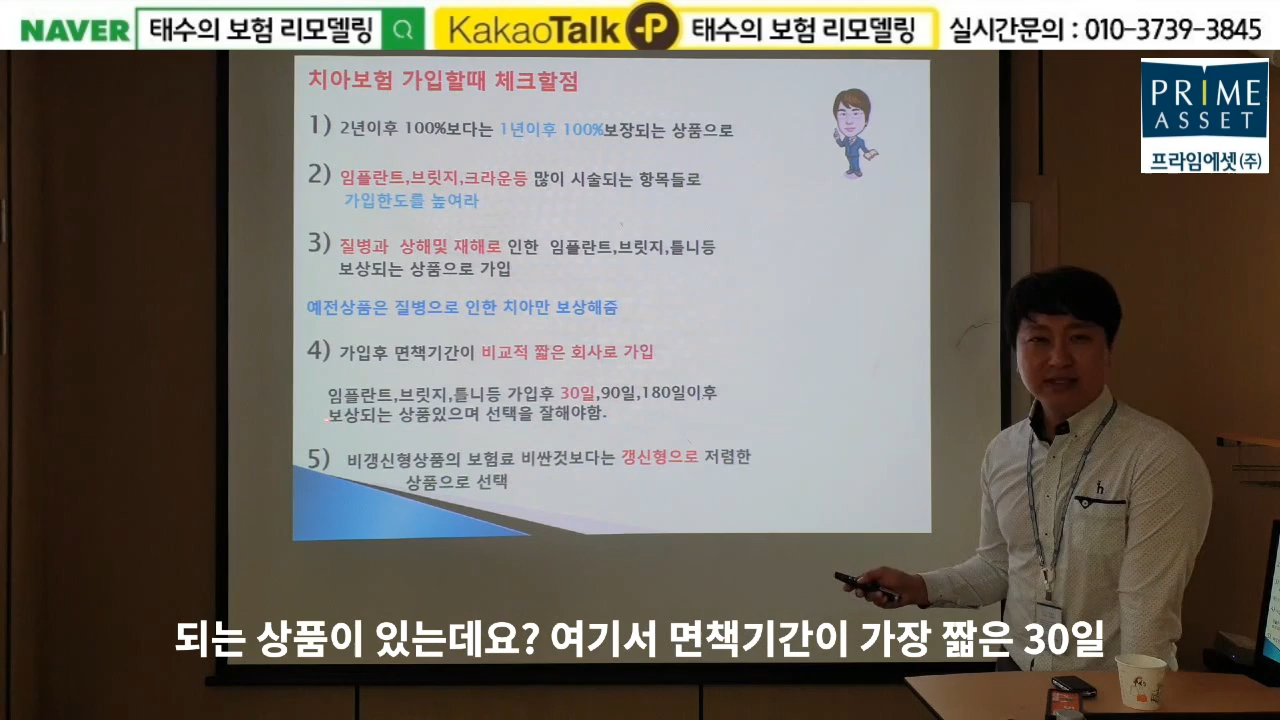 NAVER 태수의 보험 리모델링 KakaoTalk P 태수의 보험 리모델링 실시간문의 : 010-3739-3845
PRIME
ASSET
프라임에셋(주)
치아보험 가입할때 체크할점
1) 2년이후 100%보다는 1년이후 100%보장되는 상품으로
2) 임플란트,브릿지,크라운등 많이 시술되는 항목들로
가입한도를 높여라
3) 질병과 상해및 재해로 인한 임플란트,브릿지,틀니등
보상되는 상품으로 가입
예전상품은 질병으로 인한 치아만 보상해줌
4) 가입후 면책기간이 비교적 짧은 회사로 가입
임플란트,브릿지,틀니등 가입후 30일,90일,180일이후
보상되는 상품있으며 선택을 잘해야함.
5) 비갱신형상품의 보험료 비싼것보다는 갱신형으로 저렴한
상품으로 선택
되는 상품이 있는데요? 여기서 면책기간이 가장 짧은 30일